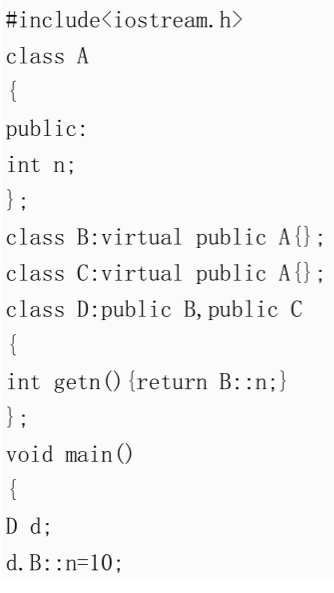 #include<iostream.h>
class A
{
public:
int n;
};
class B:virtual public A{};
class C:virtual public A{};
class D:public B,public C
{
int getn(){return B::n;}
};
void main()
{
D d;
d.B::n=10;